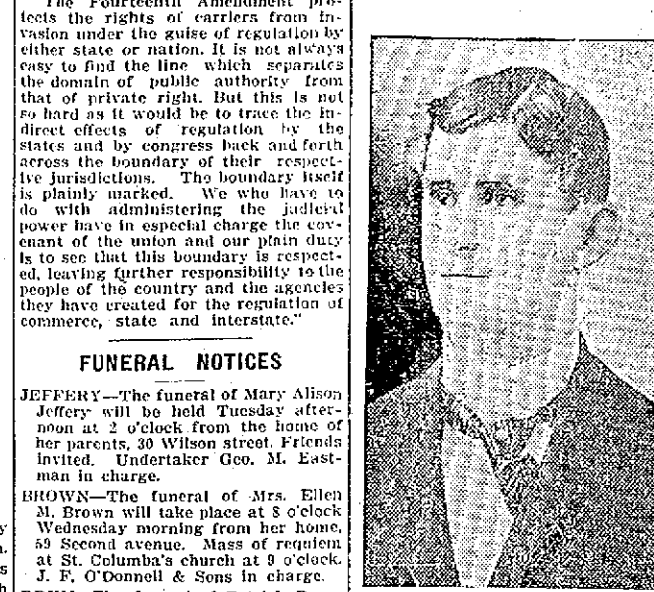 The Fourteenth Amendment pro-
tects the rights of carriers from in-
vasion under the guise of regulation by
either state or nation. It is not always
easy to find the line which separates
the domain of public authority from
that of private right. But this is not
so hard as it would be to trace the in-
direct effects of regulation by the
states and by congress back and forth
across the boundary of their respect-
ive jurisdictions. The boundary itself
is plainly marked. We who have to
do with administering the judicial
power have in especial charge the cov-
enant of the union and our plain duty
is to see that this boundary is respect-
ed, leaving further responsibility to the
people of the country and the agencies
they have created for the regulation of
commerce, state and interstate."
FUNERAL NOTICES
JEFFERY—The funeral of Mary Alison
Jeffery will be held Tuesday after-
noon at 2 o'clock from the home of
her parents, 30 Wilson street. Friends
invited. Undertaker Geo. M. East-
man in charge.
BROWN—The funeral of Mrs. Ellen
M. Brown will take place at 8 o'clock
Wednesday morning from her home,
59 Second avenue. Mass of requiem
at St. Columba's church at 9 o'clock.
J. F. O'Donnell & Sons in charge.